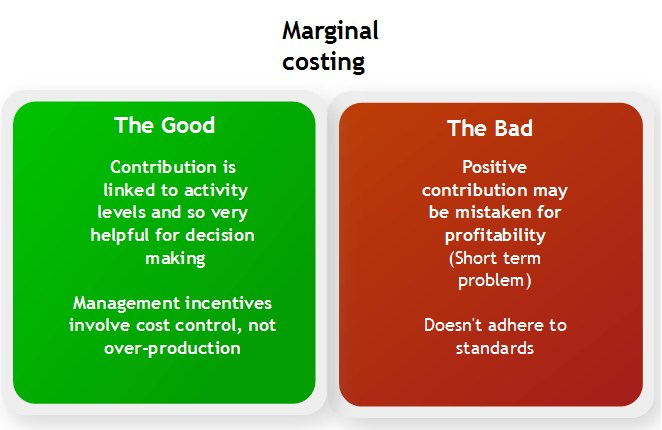 Marginal
costing
The Good
Contribution is
linked to activity
levels and so very
helpful for decision
making
Management incentives
involve cost control, not
over-production
The Bad
Positive
contribution may
be mistaken for
profitability
(Short term
problem)
Doesn't adhere to
standards